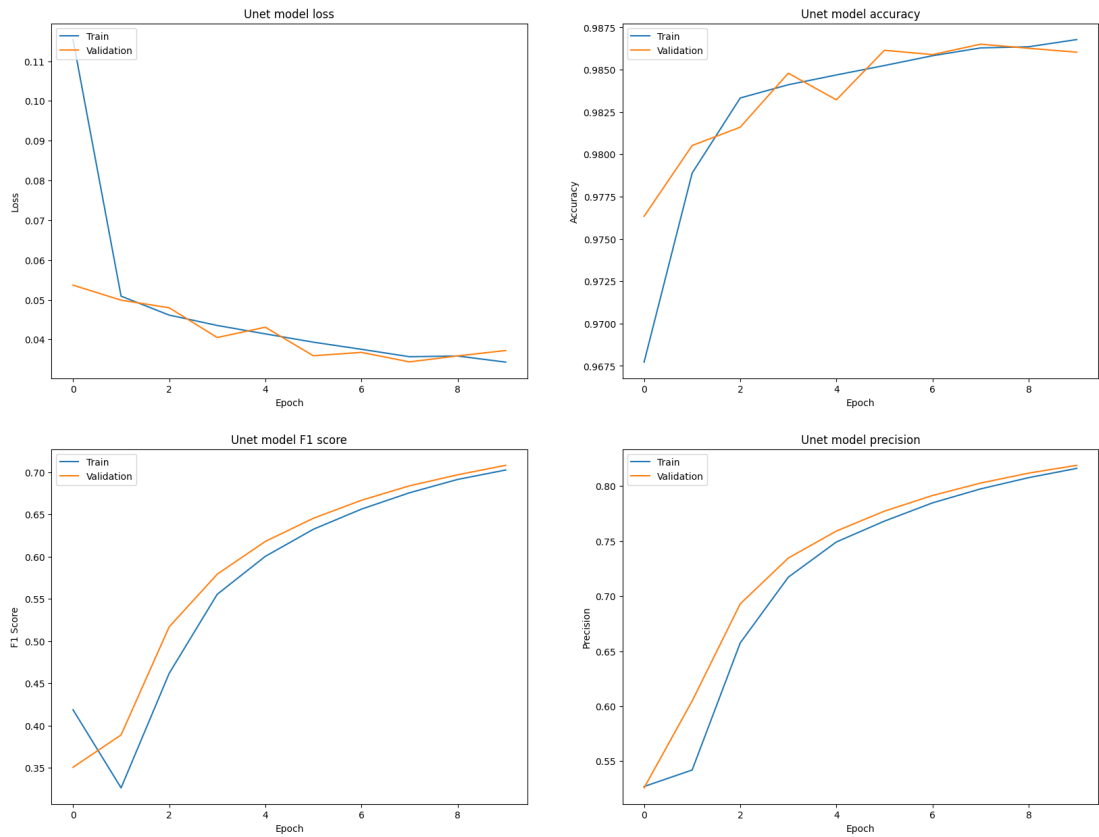 Unet model loss
Train
Validation
0.11
0.10
0.09
0.08
0.07
0.06
0.05
0.04
Loss
0 2 4 6 8
Epoch
Unet model accuracy
Train
Validation
0.9875
0.9850
0.9825
0.9800
0.9775
0.9750
0.9725
0.9700
0.9675
Accuracy
0 2 4 6 8
Epoch
Unet model F1 score
Train
Validation
0.70
0.65
0.60
0.55
0.50
0.45
0.40
0.35
F1 Score
0 2 4 6 8
Epoch
Unet model precision
Train
Validation
0.80
0.75
0.70
0.65
0.60
0.55
Precision
0 2 4 6 8
Epoch